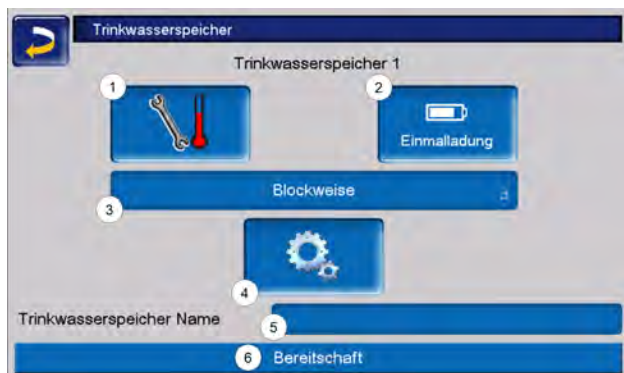 Trinkwasserspeicher
Trinkwasserspeicher 1
1
2
Einmalladung
Blockweise
3
4
Trinkwasserspeicher Name
5
6 Bereitschaft